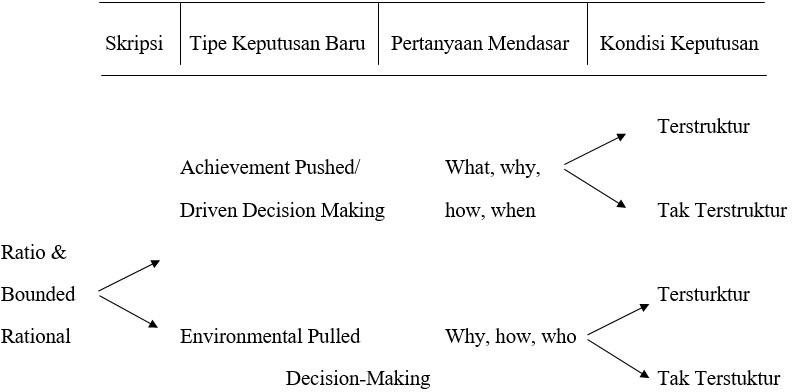 Skripsi Tipe Keputusan Baru Pertanyaan Mendasar Kondisi Keputusan
Terstruktur
Achievement Pushed/ What, why,
Driven Decision Making how, when Tak Terstruktur
Ratio &
Bounded Tersturktur
Rational Environmental Pulled Why, how, who
Decision-Making Tak Terstuktur